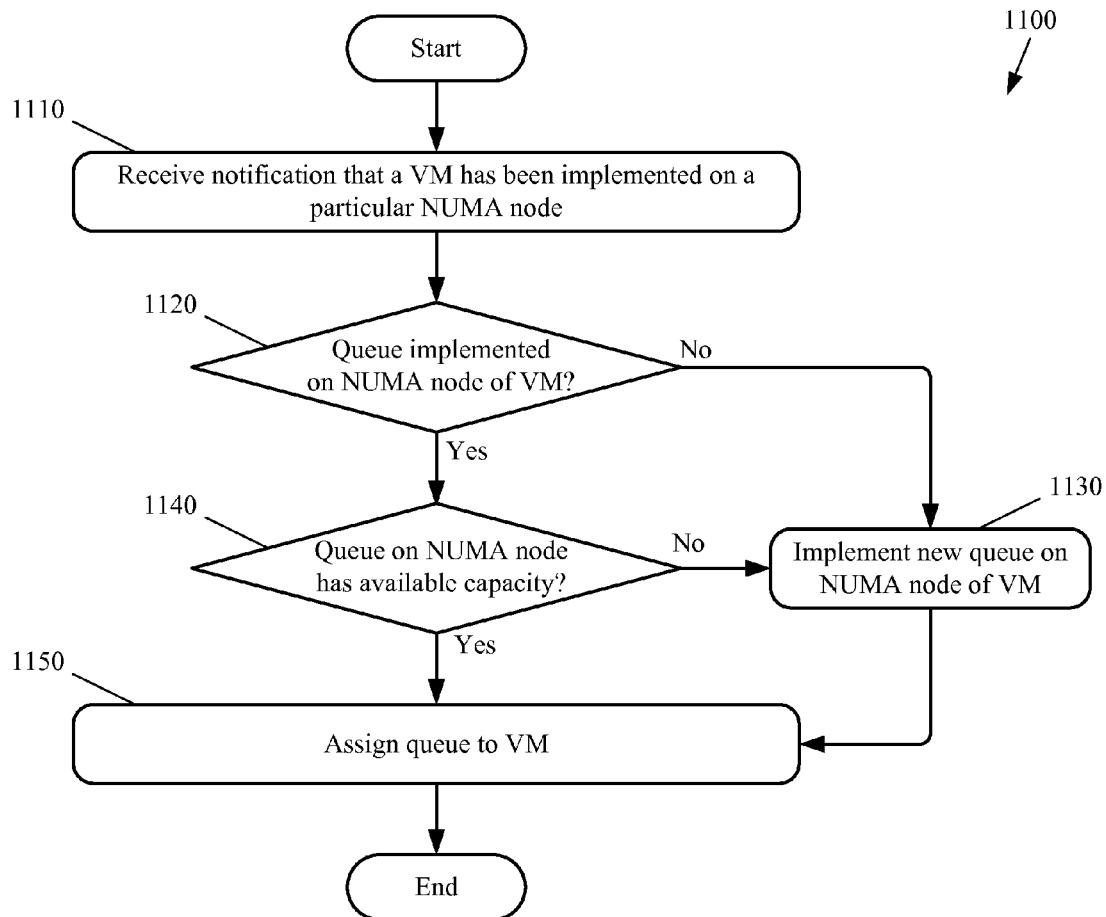 1100
Start
1110
Receive notification that a VM has been implemented on a
particular NUMA node
1120
Queue implemented
on NUMA node of VM?
No
Yes
1140
Queue on NUMA node
has available capacity?
No
1130
Implement new queue on
NUMA node of VM
Yes
1150
Assign queue to VM
End